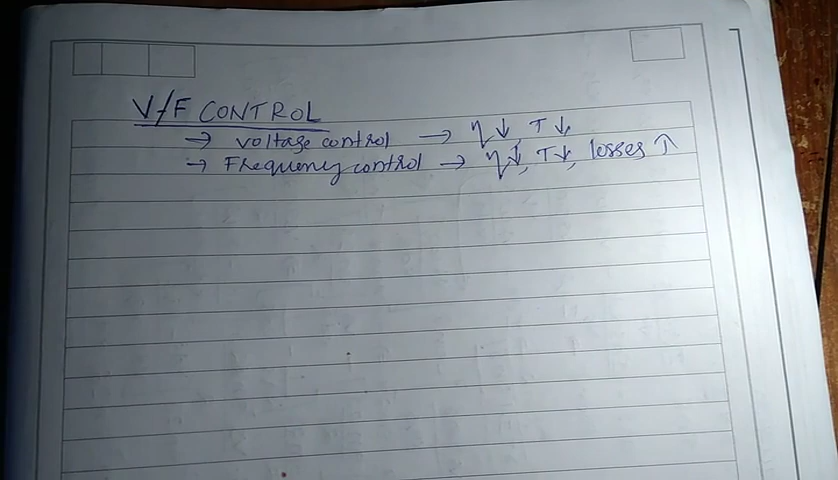 V/F CONTROL
→ voltage control → η↓, T↓,
→ Frequency control → η↓, T↓, losses ↑